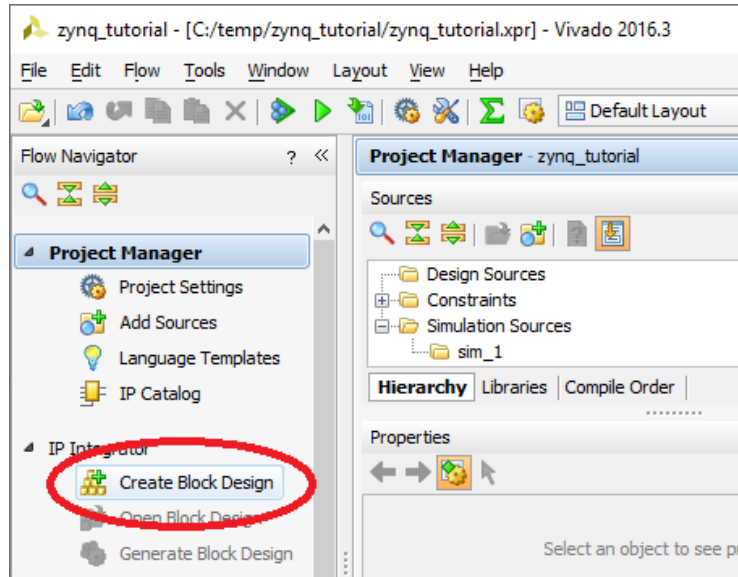 zynq_tutorial - [C:/temp/zynq_tutorial/zynq_tutorial.xpr] - Vivado 2016.3
File Edit Flow Tools Window Layout View Help
Default Layout
Flow Navigator ? «
Project Manager - zynq_tutorial
Sources
Project Manager
Project Settings
Add Sources
Language Templates
IP Catalog
Design Sources
Constraints
Simulation Sources
sim_1
Hierarchy Libraries Compile Order
IP Integrator
Create Block Design
Open Block Design
Generate Block Design
Properties
Select an object to see